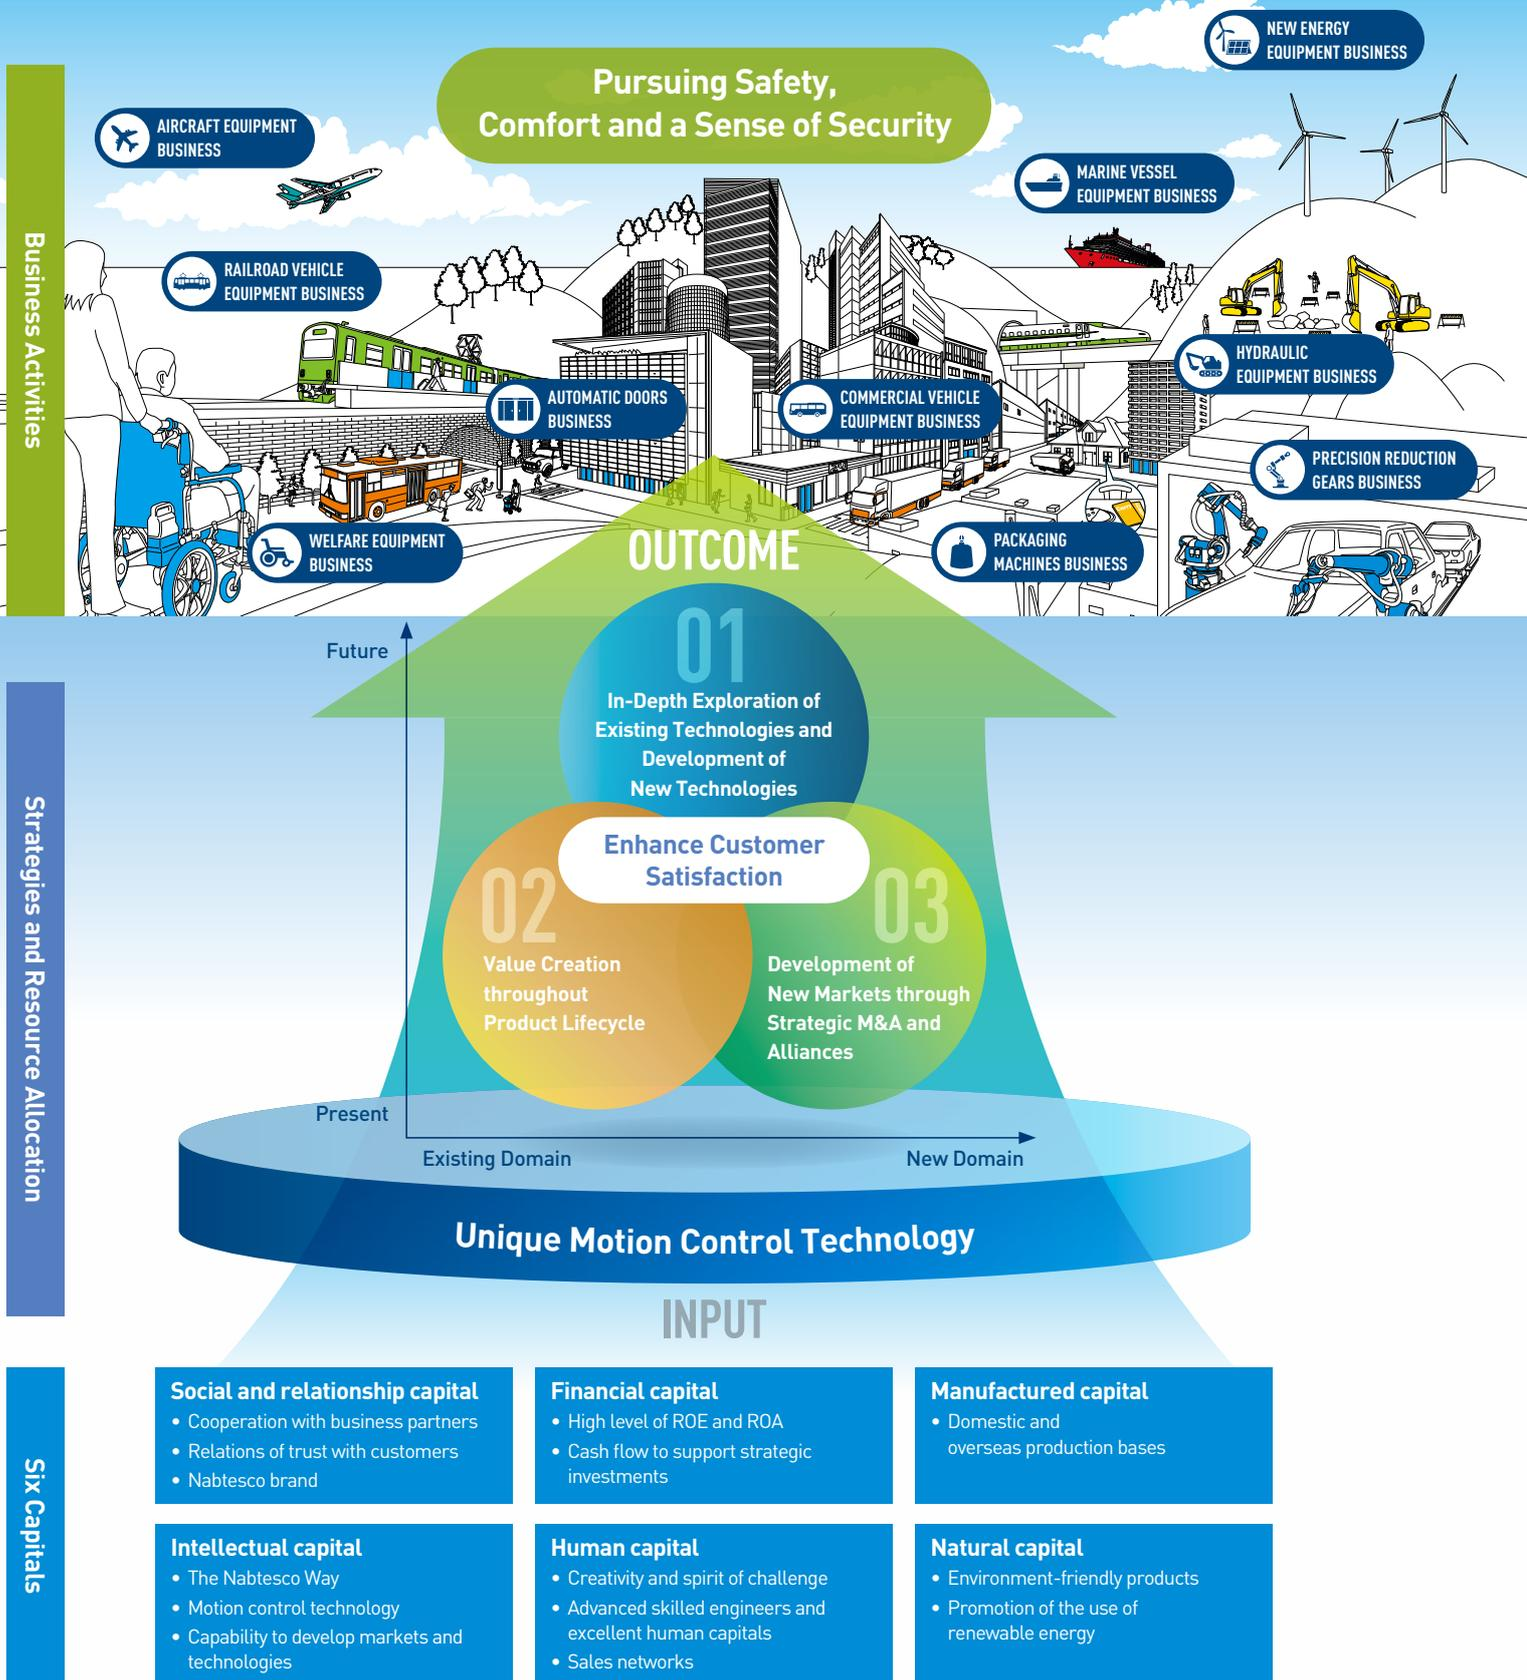 NEW ENERGY
EQUIPMENT BUSINESS
Pursuing Safety,
Comfort and a Sense of Security
AIRCRAFT EQUIPMENT
BUSINESS
MARINE VESSEL
EQUIPMENT BUSINESS
Business Activities
RAILROAD VEHICLE
EQUIPMENT BUSINESS
HYDRAULIC
EQUIPMENT BUSINESS
AUTOMATIC DOORS
BUSINESS
COMMERCIAL VEHICLE
EQUIPMENT BUSINESS
PRECISION REDUCTION
GEARS BUSINESS
WELFARE EQUIPMENT
BUSINESS
PACKAGING
MACHINES BUSINESS
OUTCOME
Strategies and Resource Allocation
Future
01
In-Depth Exploration of
Existing Technologies and
Development of
New Technologies
Enhance Customer
Satisfaction
02
Value Creation
throughout
Product Lifecycle
03
Development of
New Markets through
Strategic M&A and
Alliances
Present
Existing Domain
New Domain
Unique Motion Control Technology
INPUT
Six Capitals
Social and relationship capital
• Cooperation with business partners
• Relations of trust with customers
• Nabtesco brand
Financial capital
• High level of ROE and ROA
• Cash flow to support strategic
investments
Manufactured capital
• Domestic and
overseas production bases
Intellectual capital
• The Nabtesco Way
• Motion control technology
• Capability to develop markets and
technologies
Human capital
• Creativity and spirit of challenge
• Advanced skilled engineers and
excellent human capitals
• Sales networks
Natural capital
• Environment-friendly products
• Promotion of the use of
renewable energy